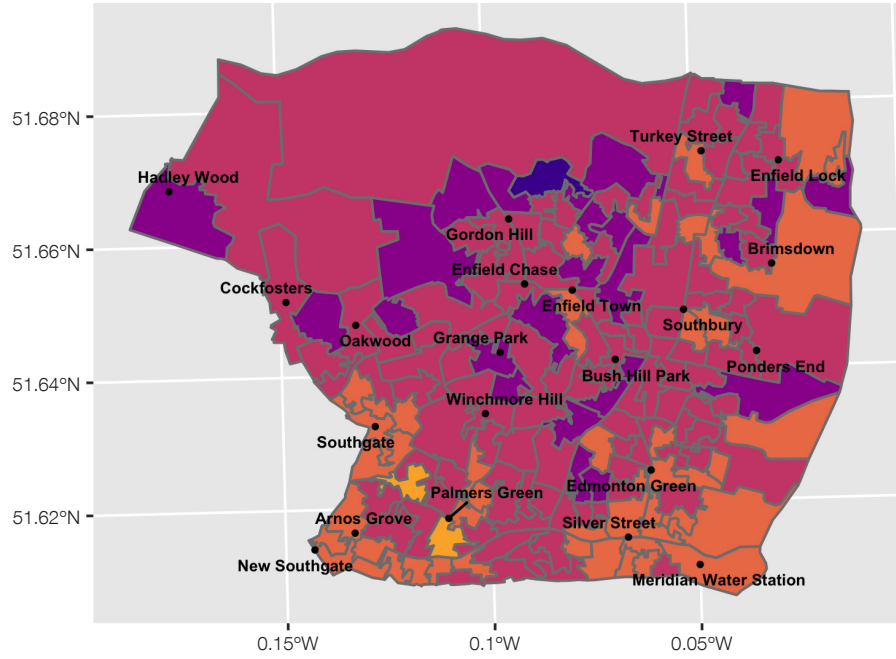 51.68°N
Turkey Street
Hadley Wood
Enfield Lock
51.66°N
Gordon Hill
Brimsdown
Enfield Chase
Cockfosters
Enfield Town
Southbury
Oakwood
Grange Park
51.64°N
Bush Hill Park
Ponders End
Winchmore Hill
Southgate
Edmonton Green
Palmers Green
51.62°N
Arnos Grove
Silver Street
New Southgate
Meridian Water Station
0.15°W
0.1°W
0.05°W